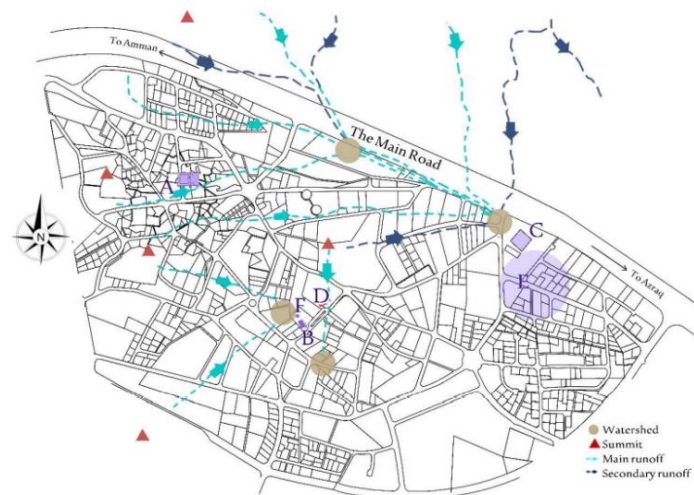 To Amman
The Main Road
A
N
C
To Azraq
E
D
F
B
Watershed
Summit
Main runoff
Secondary runoff